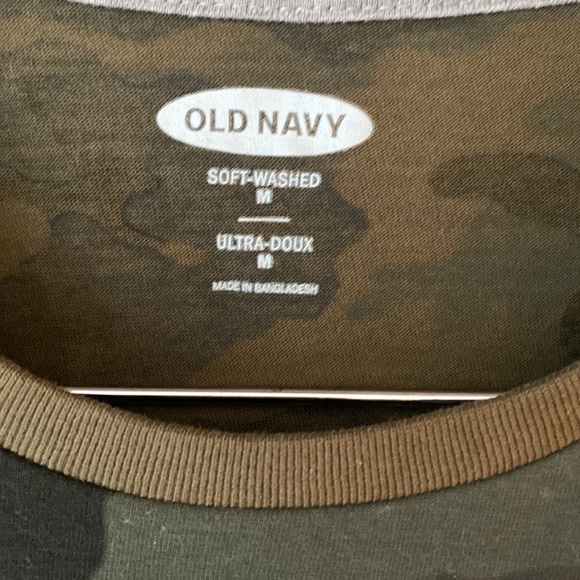 OLD NAVY
SOFT-WASHED
M
ULTRA-DOUX
M
MADE IN BANGLADESH